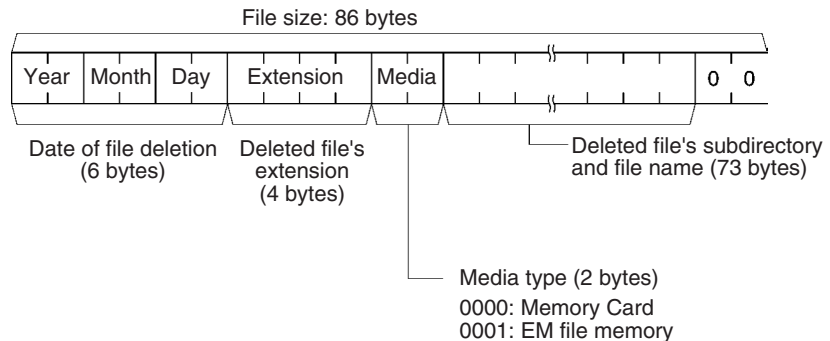 File size: 86 bytes
Year Month Day Extension Media 0 0
Date of file deletion
(6 bytes)
Deleted file's
extension
(4 bytes)
Deleted file's subdirectory
and file name (73 bytes)
Media type (2 bytes)
0000: Memory Card
0001: EM file memory